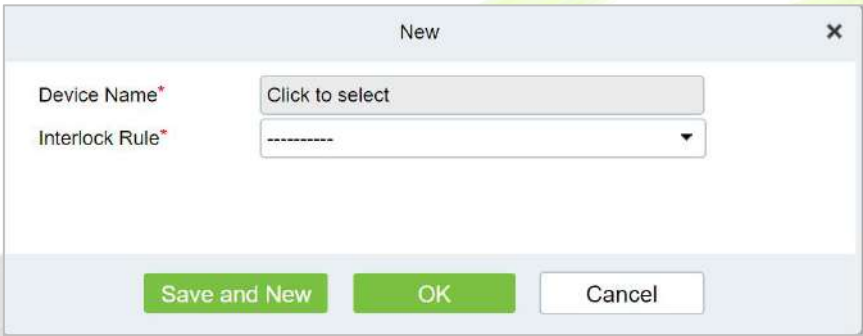 New
Device Name* Click to select
Interlock Rule* ----------
Save and New OK Cancel